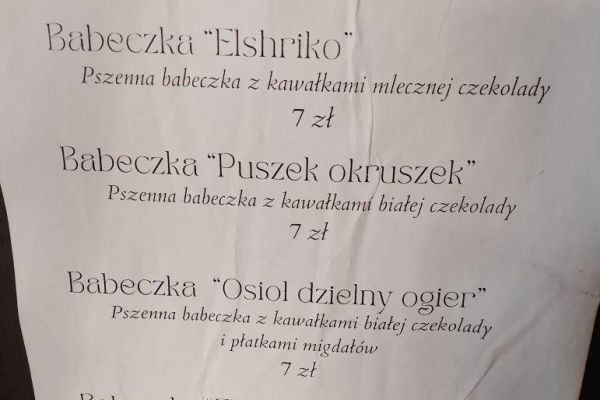 Babeczka “Elshriko”
Pszenna babeczka z kawałkami mlecznej czekolady
7 zł
Babeczka “Puszek okruszek”
Pszenna babeczka z kawałkami białej czekolady
7 zł
Babeczka “Osiol dzielny ogier”
Pszenna babeczka z kawałkami białej czekolady
i płatkami migdałów
7 zł